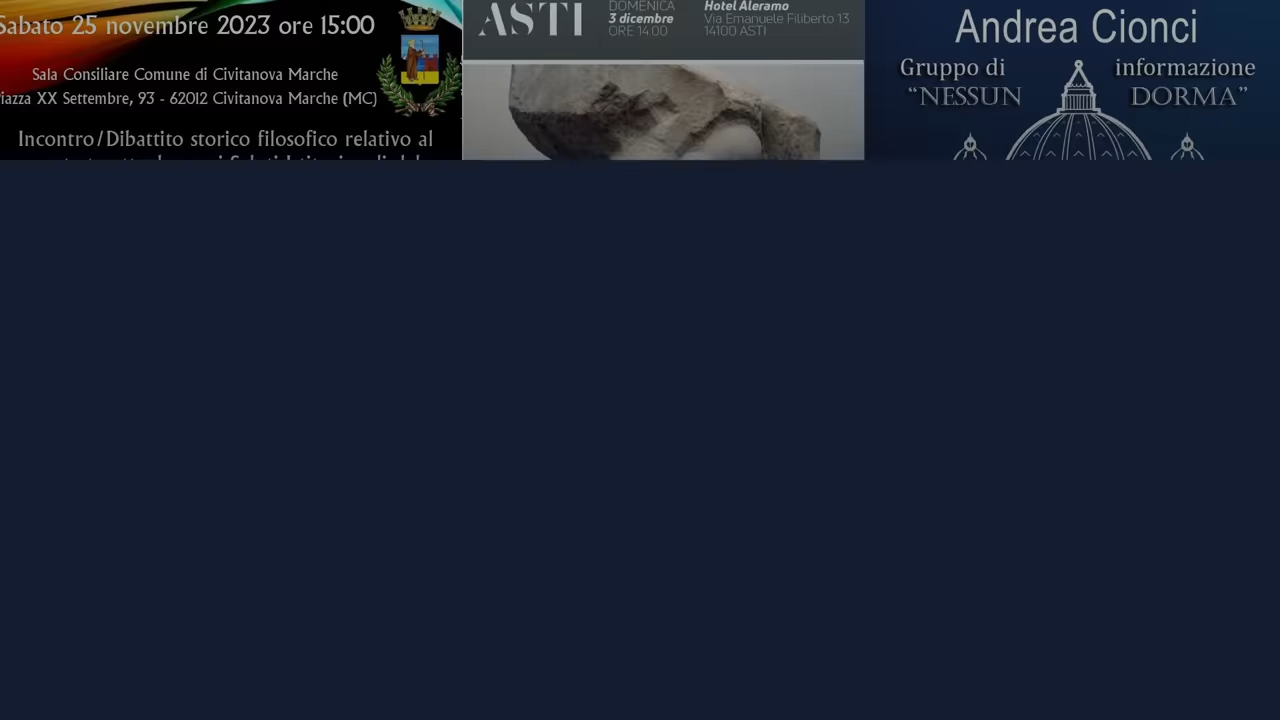 Sabato 25 novembre 2023 ore 15:00
Sala Consiliare Comune di Civitanova Marche
Piazza XX Settembre, 93 - 62012 Civitanova Marche (MC)
Incontro/Dibattito storico filosofico relativo al
ASTI
DOMENICA
3 dicembre
ORE 14:00
Hotel Aleramo
Via Emanuele Filiberto 13
14100 ASTI
Andrea Cionci
Gruppo di informazione
“NESSUN DORMA”